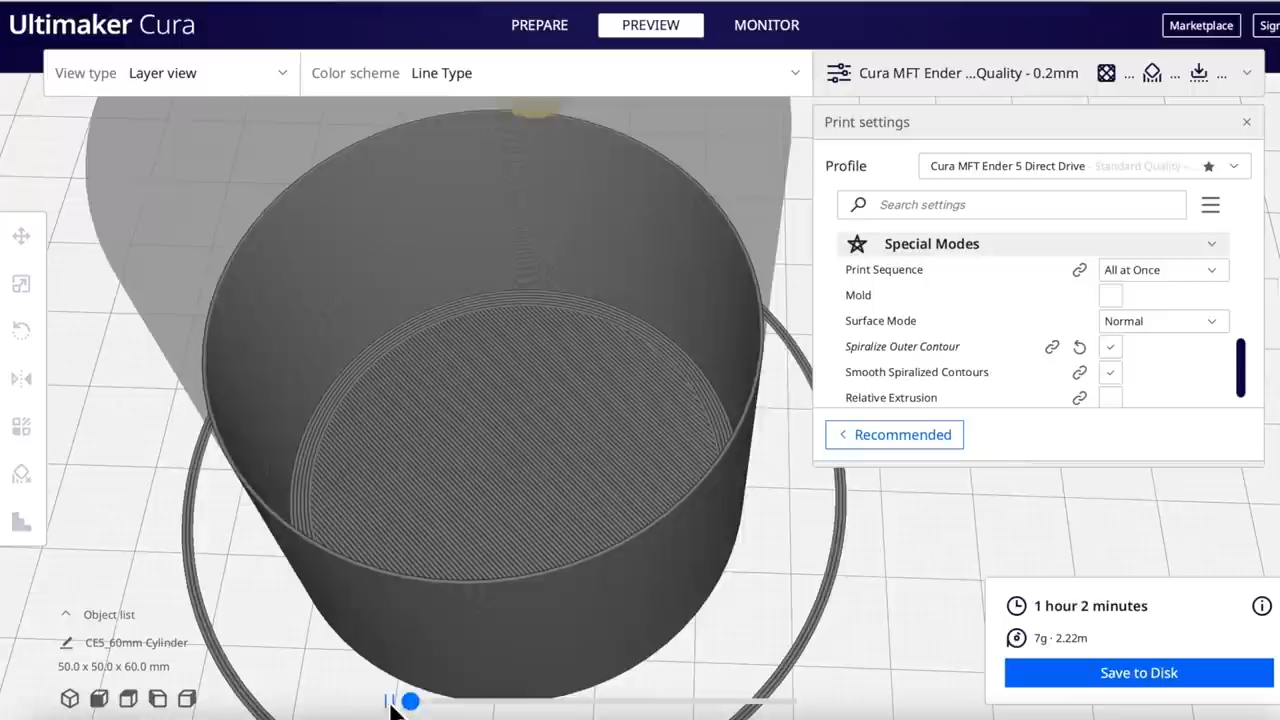 Ultimaker Cura
PREPARE
PREVIEW
MONITOR
Marketplace
Sig
View type Layer view
Color scheme Line Type
Cura MFT Ender ...Quality - 0.2mm
... ... ...
Print settings
Profile
Cura MFT Ender 5 Direct Drive - Standard Quality - ...
Search settings
Special Modes
Print Sequence All at Once
Mold
Surface Mode Normal
Spiralize Outer Contour
Smooth Spiralized Contours
Relative Extrusion
Recommended
Object list
CE5_60mm Cylinder
50.0 x 50.0 x 60.0 mm
1 hour 2 minutes
7g · 2.22m
Save to Disk